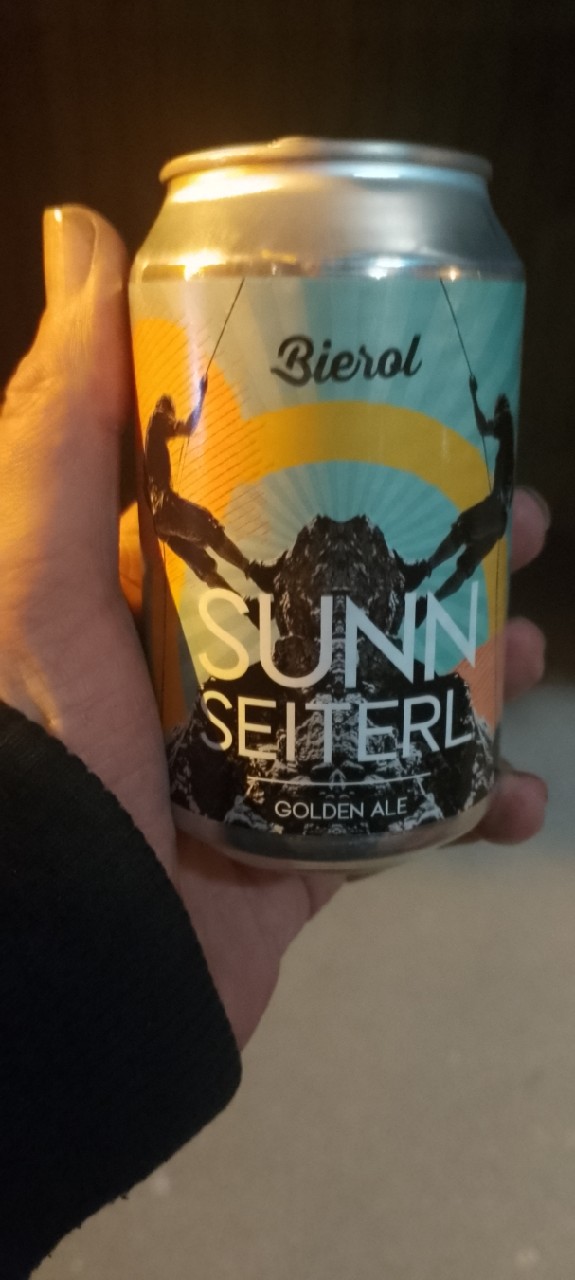 Bierol
SUNN
SEITERL
GOLDEN ALE